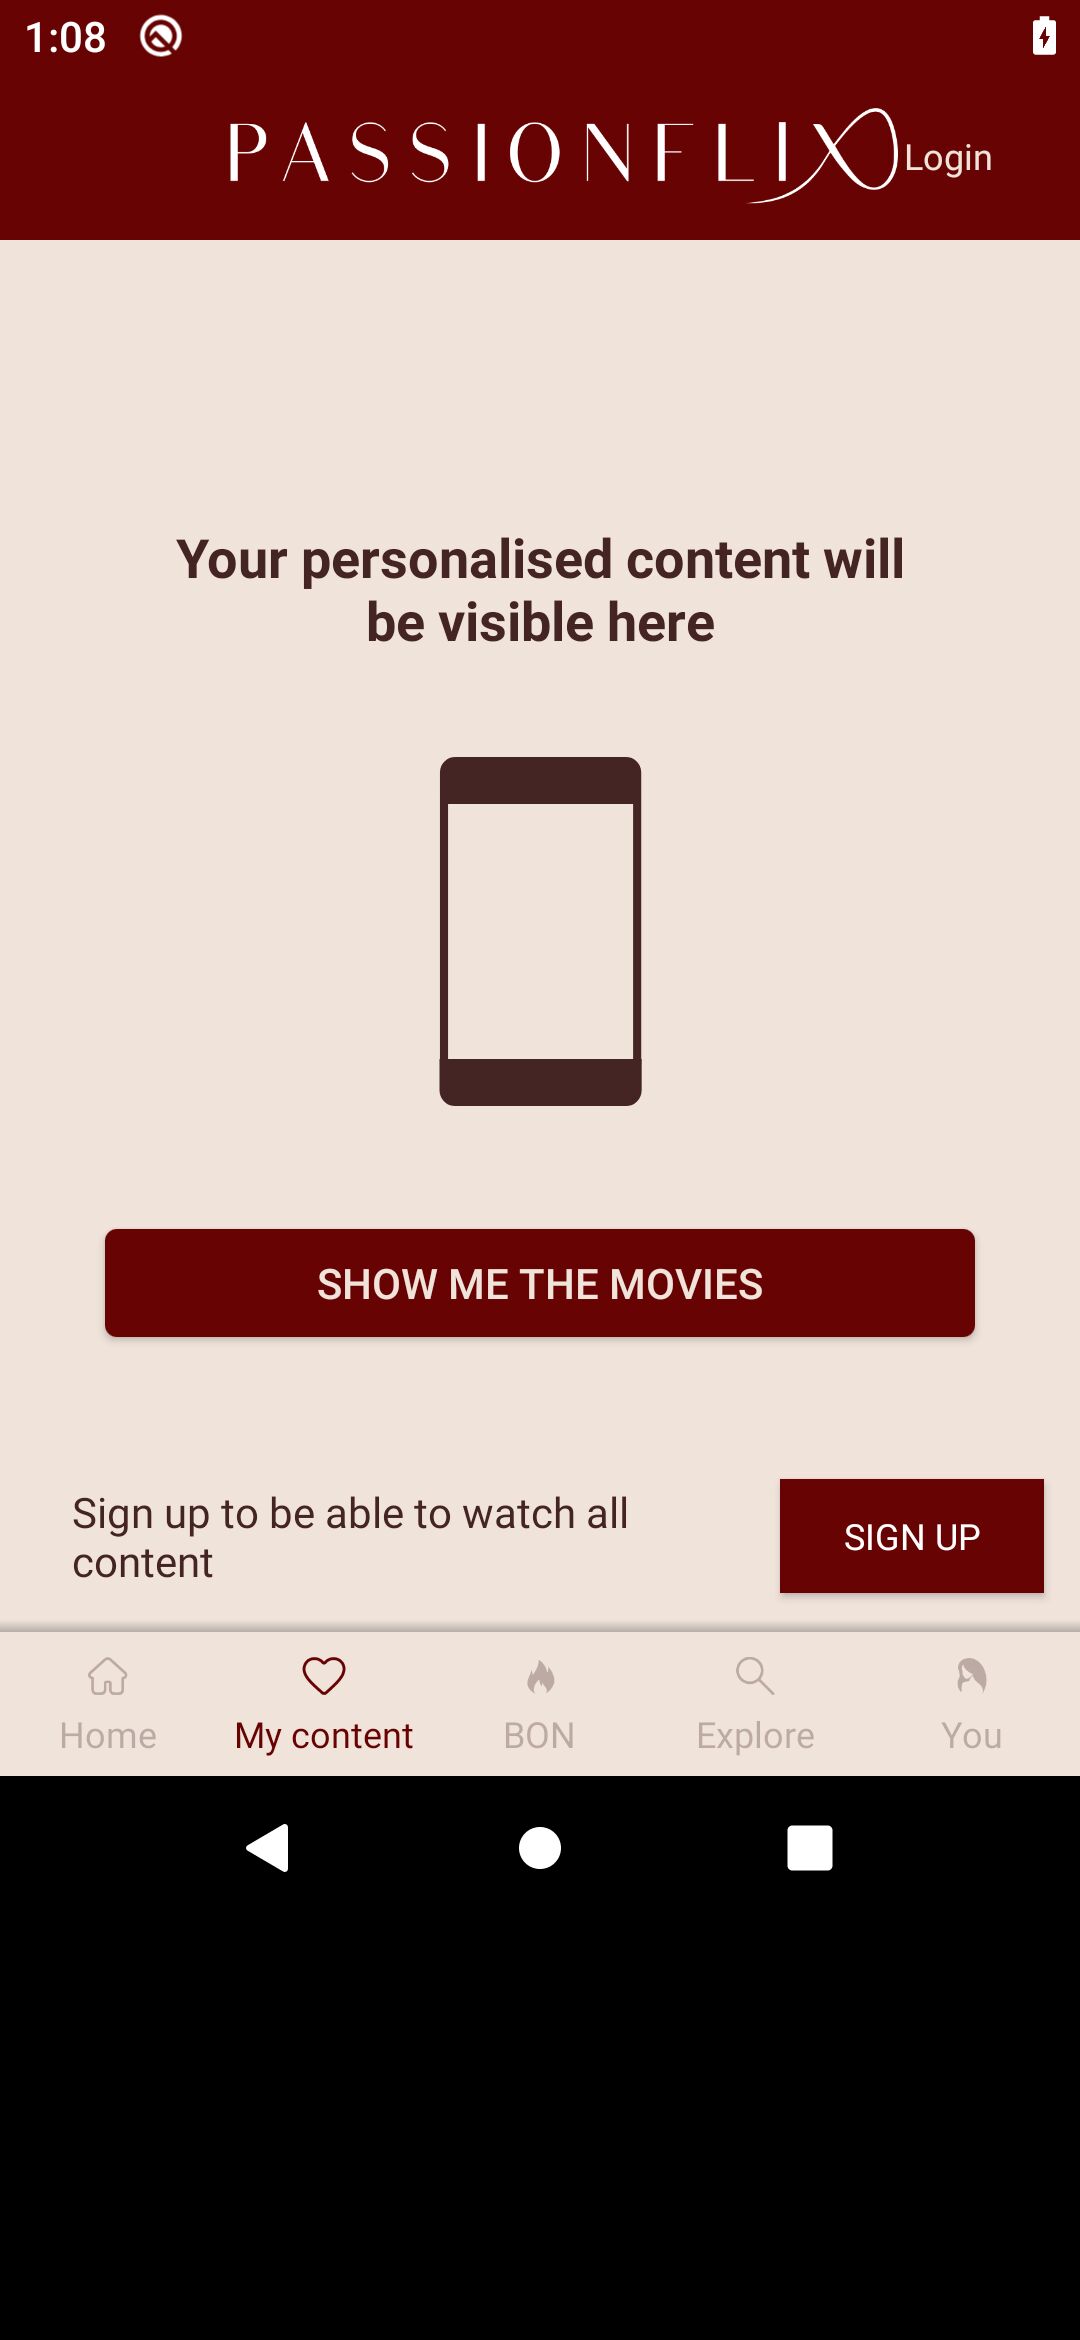 1:08
PASSIONFLIX
Login
Your personalised content will
be visible here
SHOW ME THE MOVIES
Sign up to be able to watch all
content
SIGN UP
Home
My content
BON
Explore
You